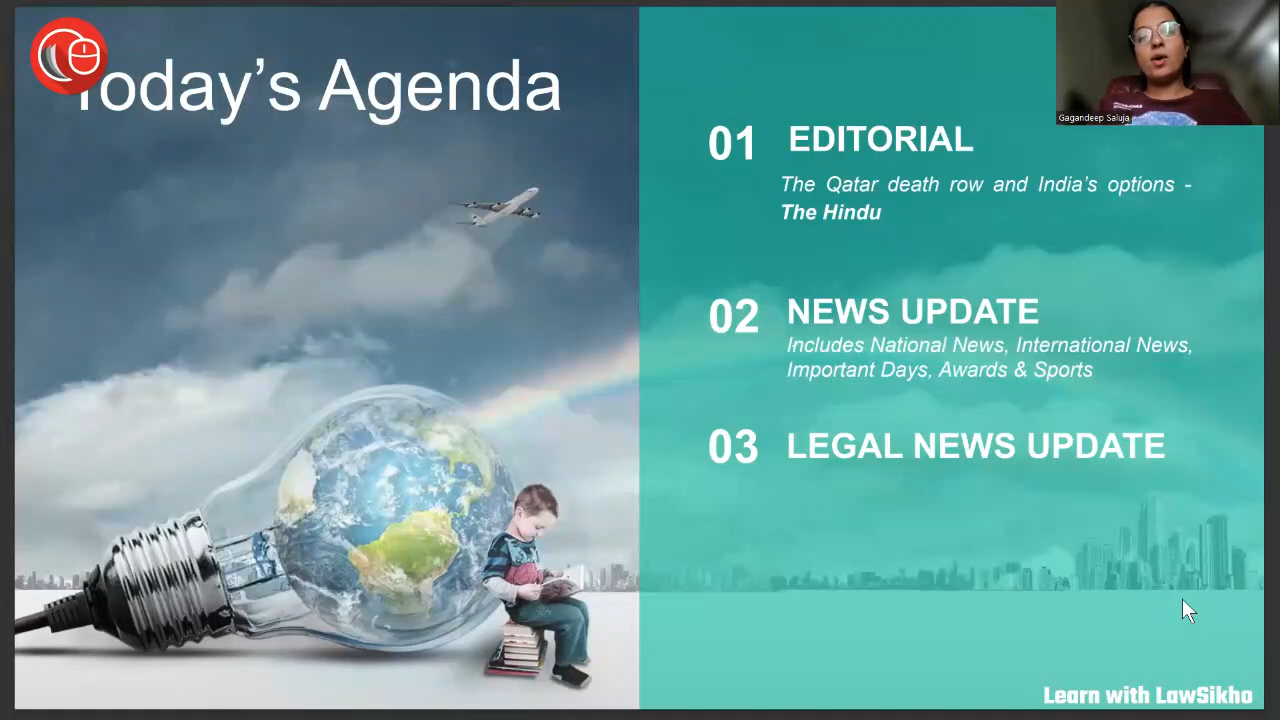 Today's Agenda
Gagandeep Saluja
01 EDITORIAL
The Qatar death row and India's options -
The Hindu
02 NEWS UPDATE
Includes National News, International News,
Important Days, Awards & Sports
03 LEGAL NEWS UPDATE
Learn with LawSikho